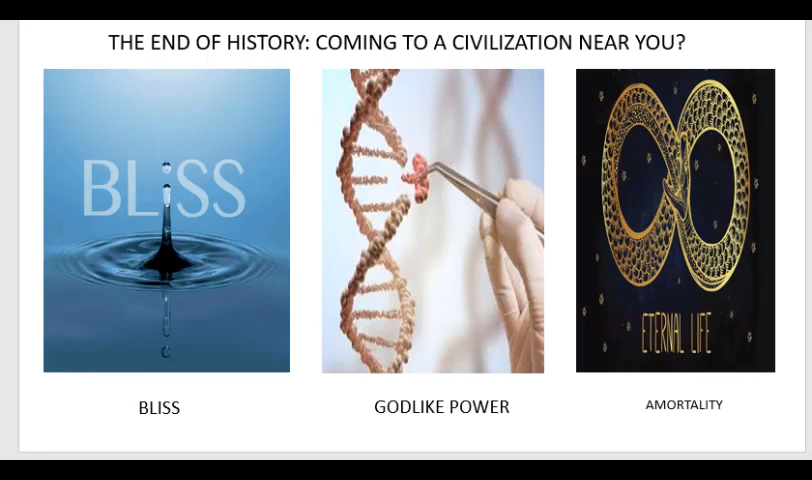 THE END OF HISTORY: COMING TO A CIVILIZATION NEAR YOU?
BLISS
ETERNAL LIFE
BLISS
GODLIKE POWER
AMORTALITY